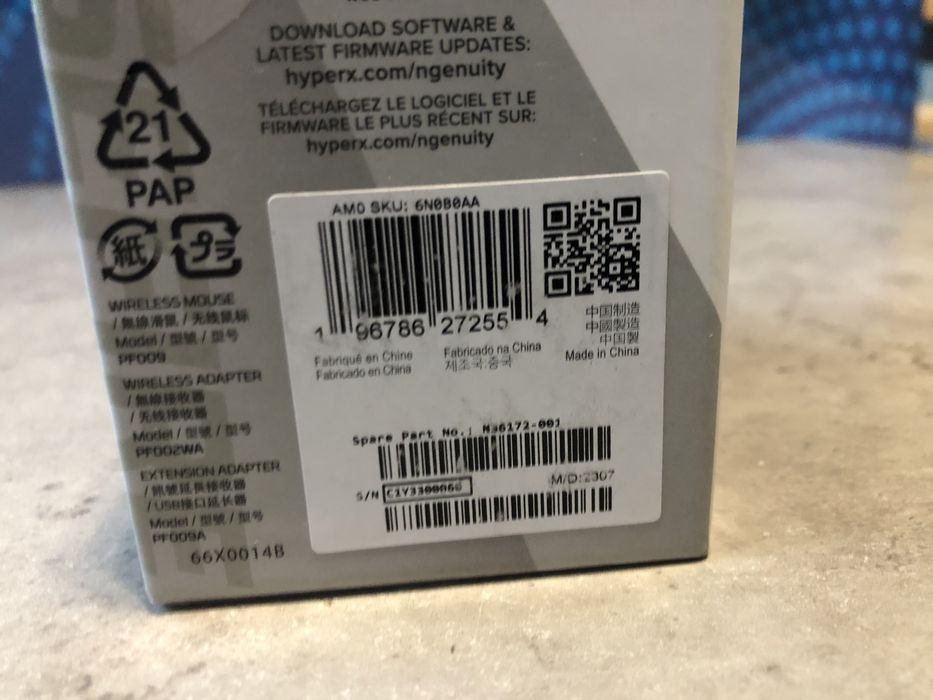 DOWNLOAD SOFTWARE &
LATEST FIRMWARE UPDATES:
hyperx.com/ngenuity
TÉLÉCHARGEZ LE LOGICIEL ET LE
FIRMWARE LE PLUS RÉCENT SUR:
hyperx.com/ngenuity
21
PAP
紙
プラ
WIRELESS MOUSE
/ 無線滑鼠 / 无线鼠标
Model / 型號 / 型号
PF009
WIRELESS ADAPTER
/ 無線接收器
/ 无线接收器
Model / 型號 / 型号
PF002WA
EXTENSION ADAPTER
/ 訊號延長接收器
/ USB接口延长器
Model / 型號 / 型号
PF009A
66X0014B
AMO SKU: 6N0B0AA
1 96786 27255 4
中国制造
中國製造
中国製
Made in China
Fabriqué en Chine
Fabricado en China
Fabricado na China
제조국:중국
Spare Part No.: N36172-001
S/N
M/D:2307